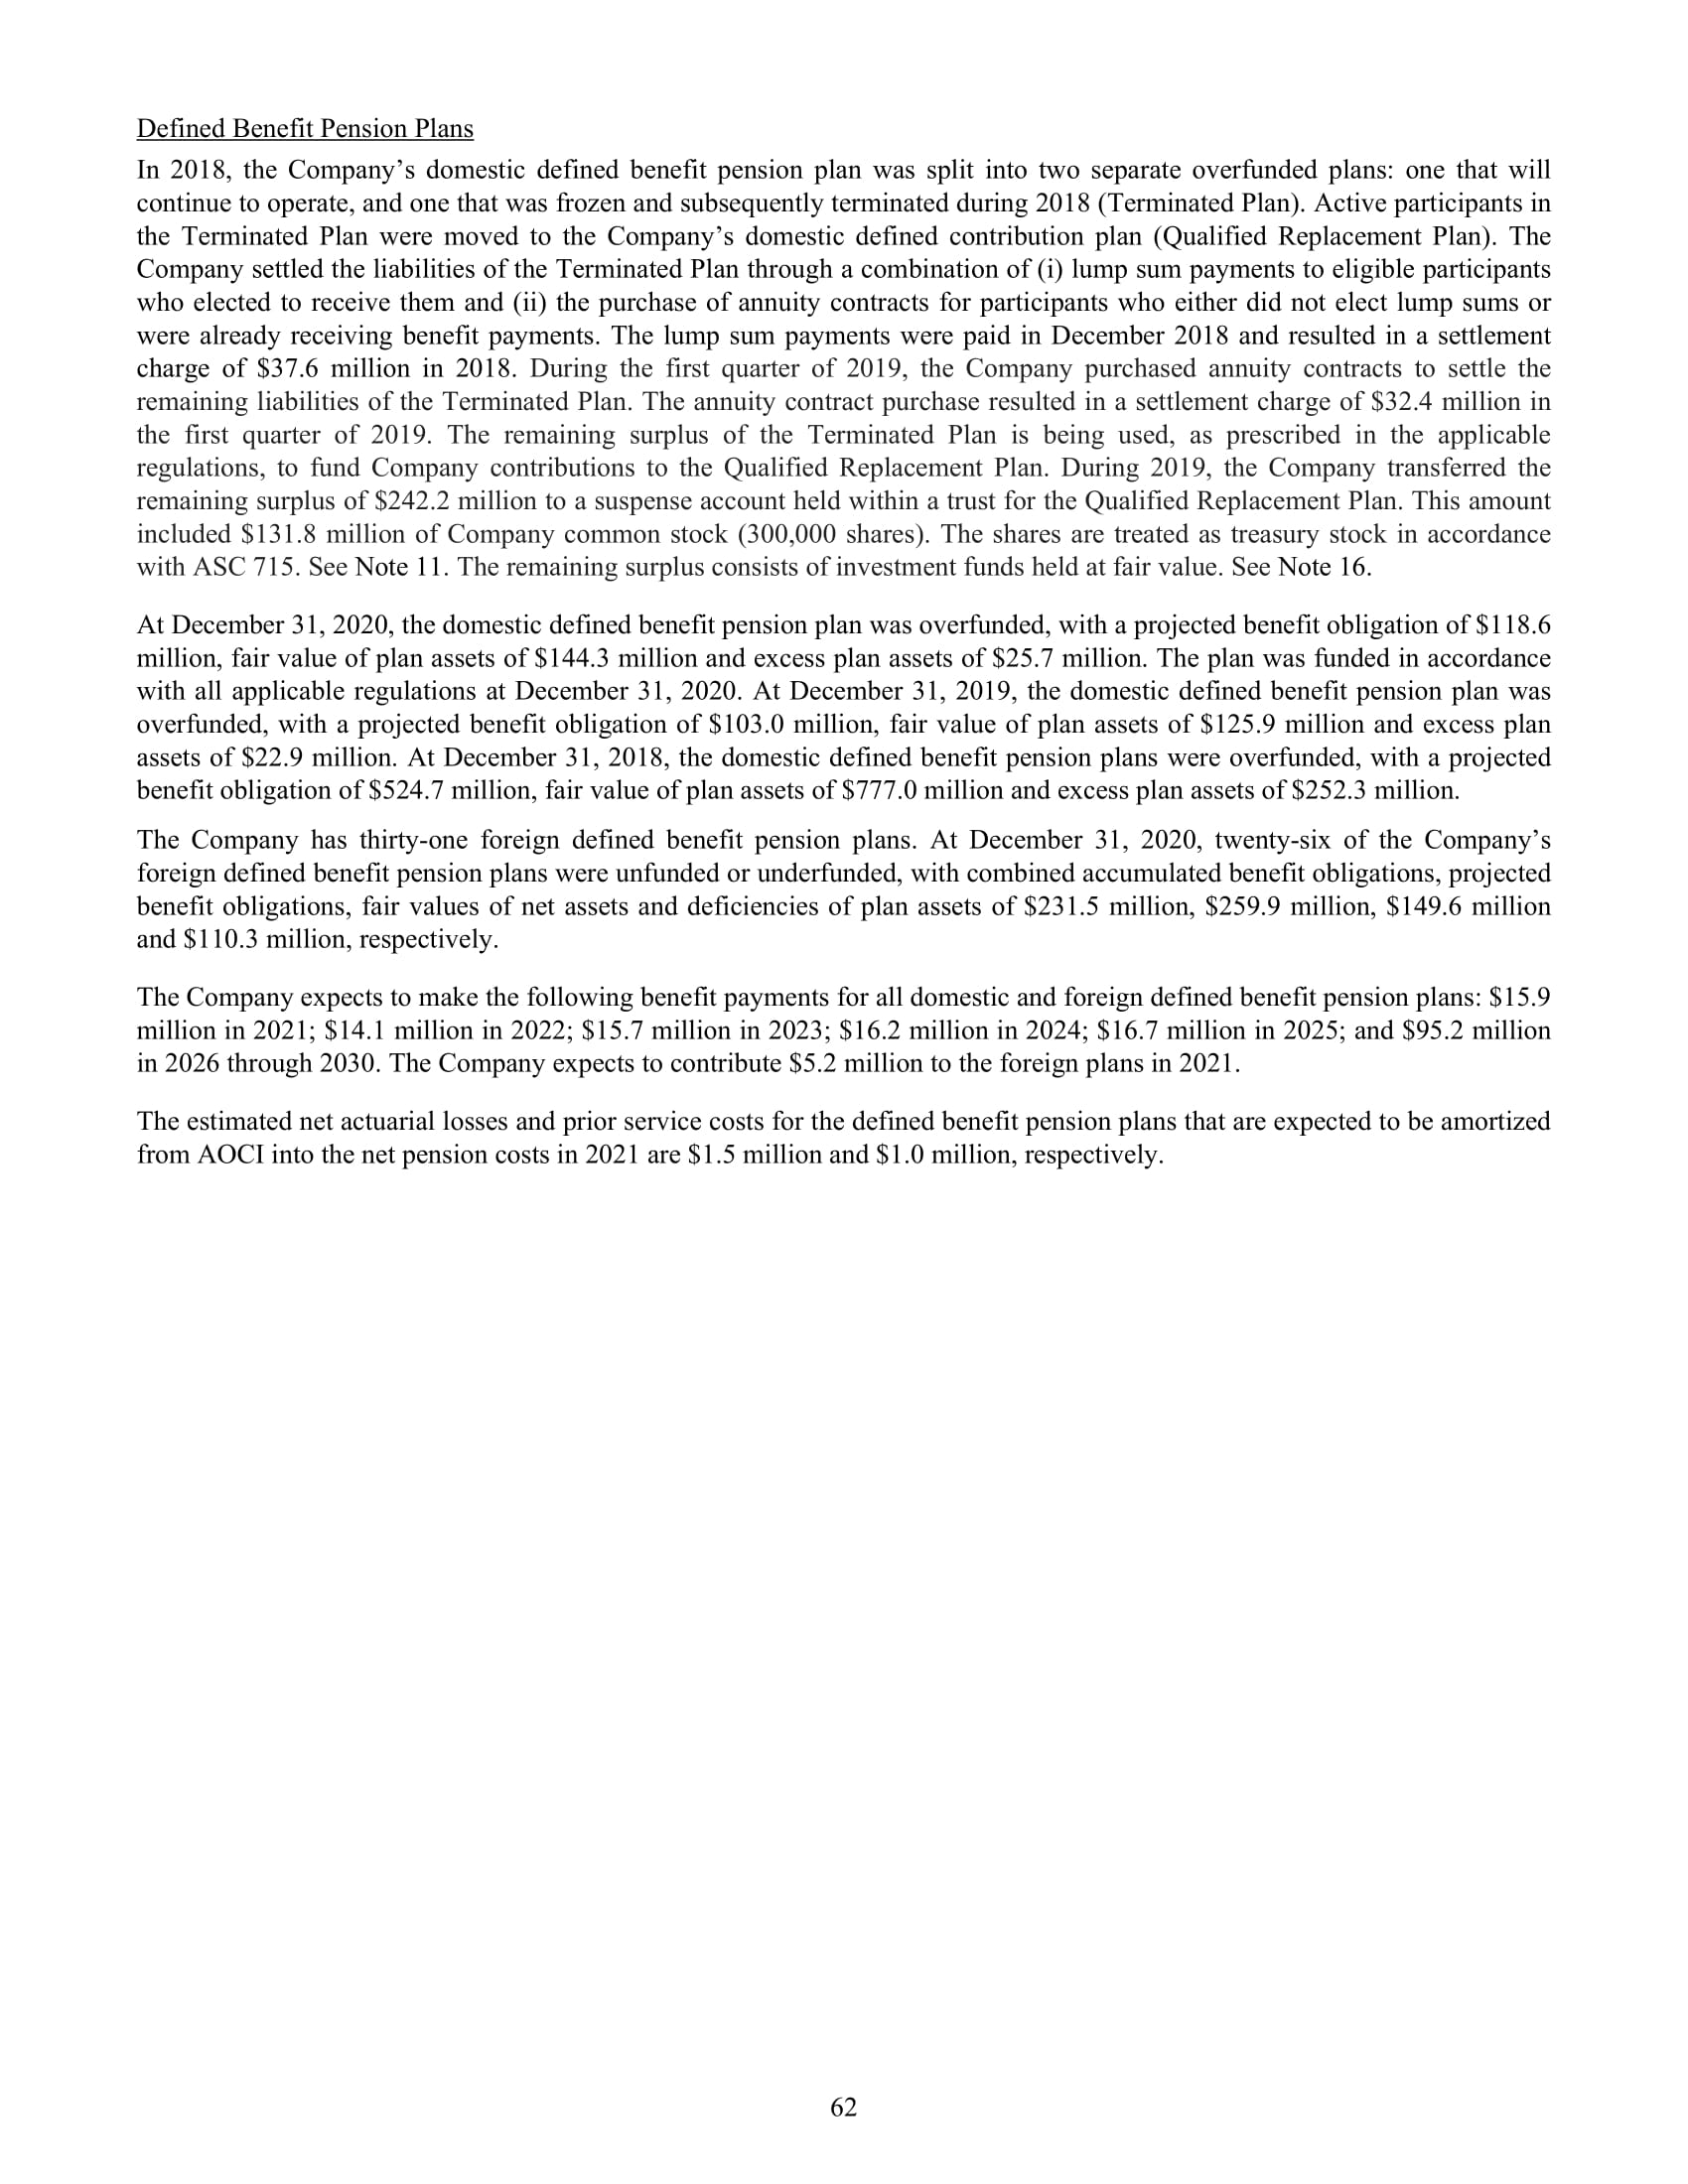 Defined Benefit Pension Plans
In 2018, the Company’s domestic defined benefit pension plan was split into two separate overfunded plans: one that will
continue to operate, and one that was frozen and subsequently terminated during 2018 (Terminated Plan). Active participants in
the Terminated Plan were moved to the Company’s domestic defined contribution plan (Qualified Replacement Plan). The
Company settled the liabilities of the Terminated Plan through a combination of (i) lump sum payments to eligible participants
who elected to receive them and (ii) the purchase of annuity contracts for participants who either did not elect lump sums or
were already receiving benefit payments. The lump sum payments were paid in December 2018 and resulted in a settlement
charge of $37.6 million in 2018. During the first quarter of 2019, the Company purchased annuity contracts to settle the
remaining liabilities of the Terminated Plan. The annuity contract purchase resulted in a settlement charge of $32.4 million in
the first quarter of 2019. The remaining surplus of the Terminated Plan is being used, as prescribed in the applicable
regulations, to fund Company contributions to the Qualified Replacement Plan. During 2019, the Company transferred the
remaining surplus of $242.2 million to a suspense account held within a trust for the Qualified Replacement Plan. This amount
included $131.8 million of Company common stock (300,000 shares). The shares are treated as treasury stock in accordance
with ASC 715. See Note 11. The remaining surplus consists of investment funds held at fair value. See Note 16.
At December 31, 2020, the domestic defined benefit pension plan was overfunded, with a projected benefit obligation of $118.6
million, fair value of plan assets of $144.3 million and excess plan assets of $25.7 million. The plan was funded in accordance
with all applicable regulations at December 31, 2020. At December 31, 2019, the domestic defined benefit pension plan was
overfunded, with a projected benefit obligation of $103.0 million, fair value of plan assets of $125.9 million and excess plan
assets of $22.9 million. At December 31, 2018, the domestic defined benefit pension plans were overfunded, with a projected
benefit obligation of $524.7 million, fair value of plan assets of $777.0 million and excess plan assets of $252.3 million.
The Company has thirty-one foreign defined benefit pension plans. At December 31, 2020, twenty-six of the Company’s
foreign defined benefit pension plans were unfunded or underfunded, with combined accumulated benefit obligations, projected
benefit obligations, fair values of net assets and deficiencies of plan assets of $231.5 million, $259.9 million, $149.6 million
and $110.3 million, respectively.
The Company expects to make the following benefit payments for all domestic and foreign defined benefit pension plans: $15.9
million in 2021; $14.1 million in 2022; $15.7 million in 2023; $16.2 million in 2024; $16.7 million in 2025; and $95.2 million
in 2026 through 2030. The Company expects to contribute $5.2 million to the foreign plans in 2021.
The estimated net actuarial losses and prior service costs for the defined benefit pension plans that are expected to be amortized
from AOCI into the net pension costs in 2021 are $1.5 million and $1.0 million, respectively.
62